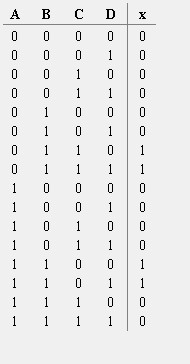 A B C D x
0 0 0 0 0
0 0 0 1 0
0 0 1 0 0
0 0 1 1 0
0 1 0 0 0
0 1 0 1 0
0 1 1 0 1
0 1 1 1 1
1 0 0 0 0
1 0 0 1 0
1 0 1 0 0
1 0 1 1 0
1 1 0 0 1
1 1 0 1 1
1 1 1 0 0
1 1 1 1 0